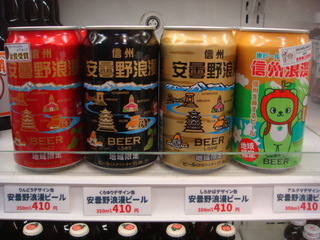 信州
安曇野浪漫
BEER
地域限定
信州
安曇野浪漫
BEER
地域限定
信州
安曇野浪漫
BEER
地域限定
信州浪漫
BEER
りんどうデザイン缶
安曇野浪漫ビール
350ml 410円
くろゆりデザイン缶
安曇野浪漫ビール
350ml 410円
しらかばデザイン缶
安曇野浪漫ビール
350ml 410円
アルクマデザイン缶
安曇野浪漫ビール
350ml 410円